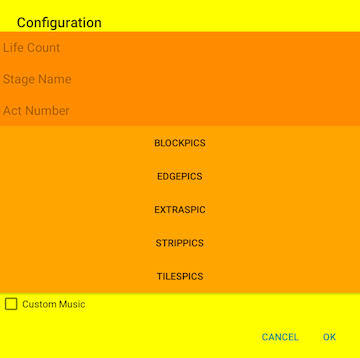 Configuration
Life Count
Stage Name
Act Number
BLOCKPICS
EDGEPICS
EXTRASPIC
STRIPPICS
TILESPICS
Custom Music
CANCEL OK